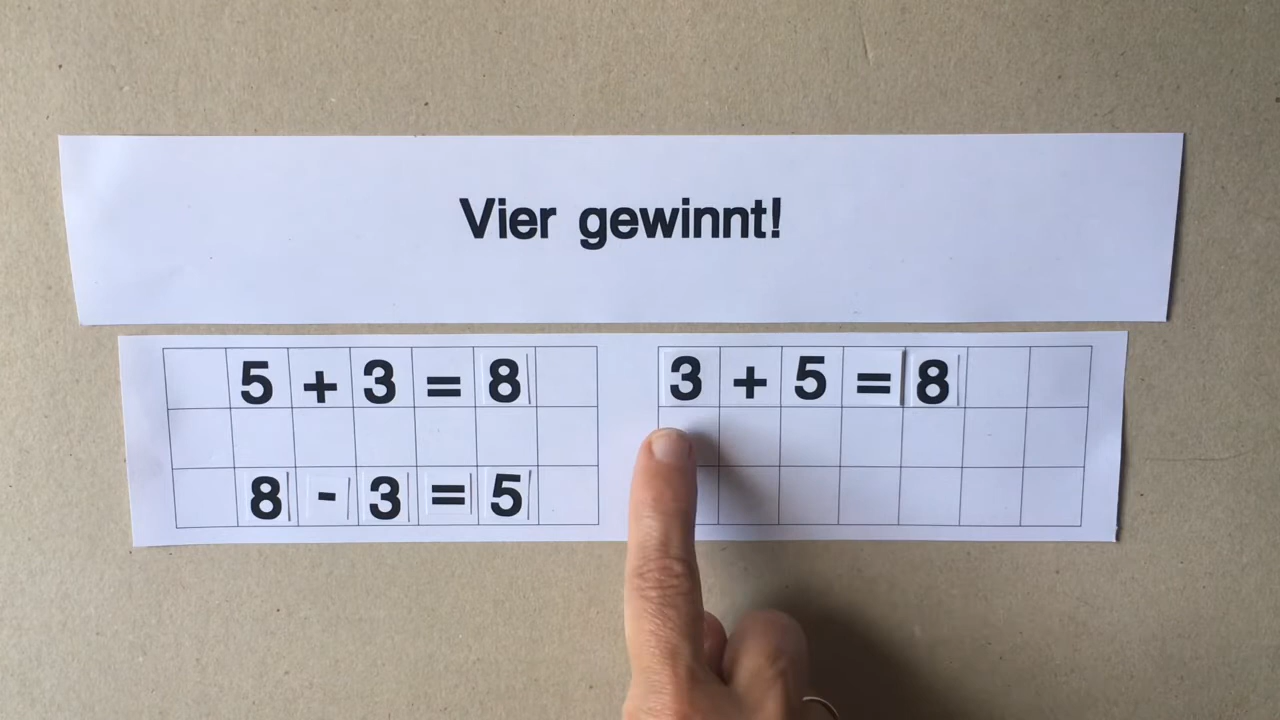 Vier gewinnt!
5 + 3 = 8
8 - 3 = 5
3 + 5 = 8